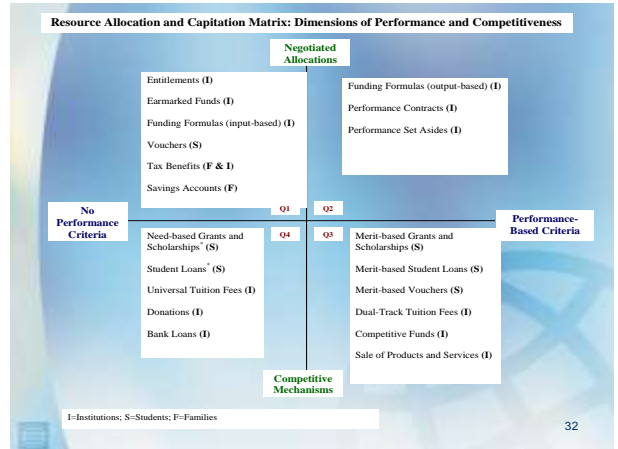 Resource Allocation and Capitation Matrix: Dimensions of Performance and Competitiveness
Negotiated
Allocations
Entitlements (I)
Earmarked Funds (I)
Funding Formulas (input-based) (I)
Vouchers (S)
Tax Benefits (F & I)
Savings Accounts (F)
Funding Formulas (output-based) (I)
Performance Contracts (I)
Performance Set Asides (I)
Q1
Q2
No
Performance
Criteria
Performance-
Based Criteria
Q4
Q3
Need-based Grants and
Scholarships* (S)
Student Loans* (S)
Universal Tuition Fees (I)
Donations (I)
Bank Loans (I)
Merit-based Grants and
Scholarships (S)
Merit-based Student Loans (S)
Merit-based Vouchers (S)
Dual-Track Tuition Fees (I)
Competitive Funds (I)
Sale of Products and Services (I)
Competitive
Mechanisms
I=Institutions; S=Students; F=Families
32